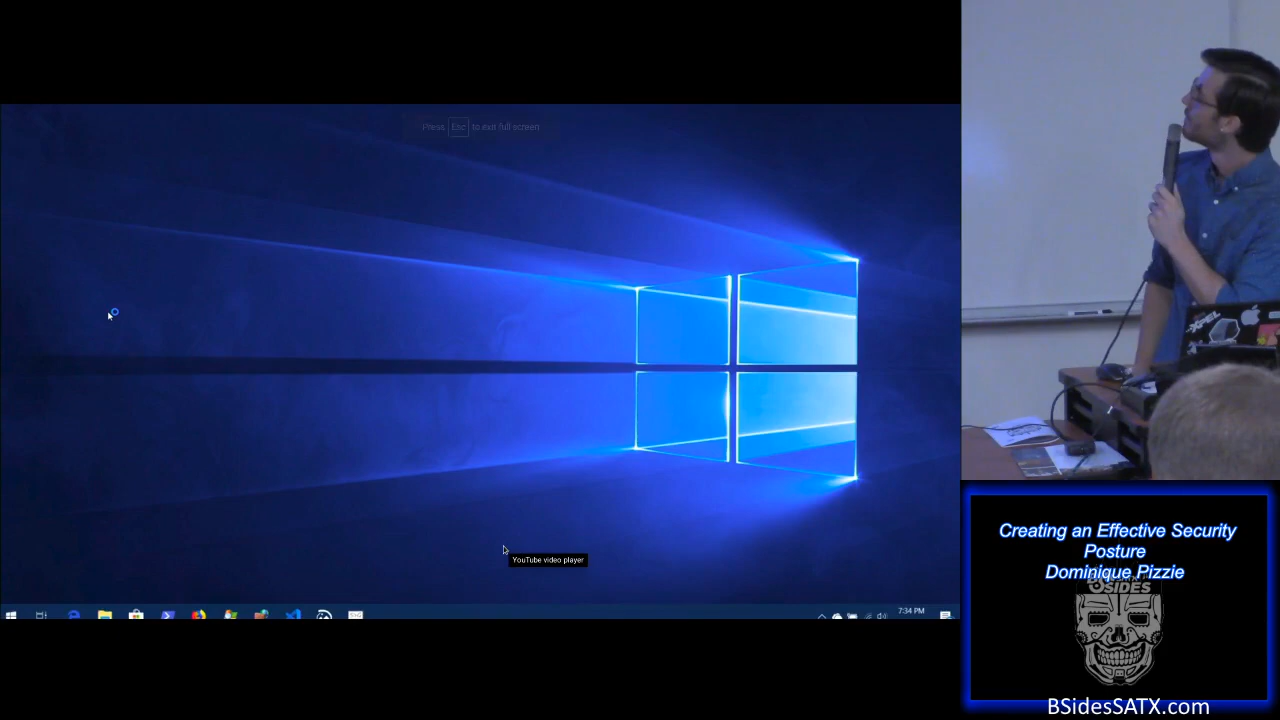 Press Esc to exit full screen
YouTube video player
7:34 PM
XPEL
Creating an Effective Security
Posture
Dominique Pizzie
BSIDES
BSidesSATX.com